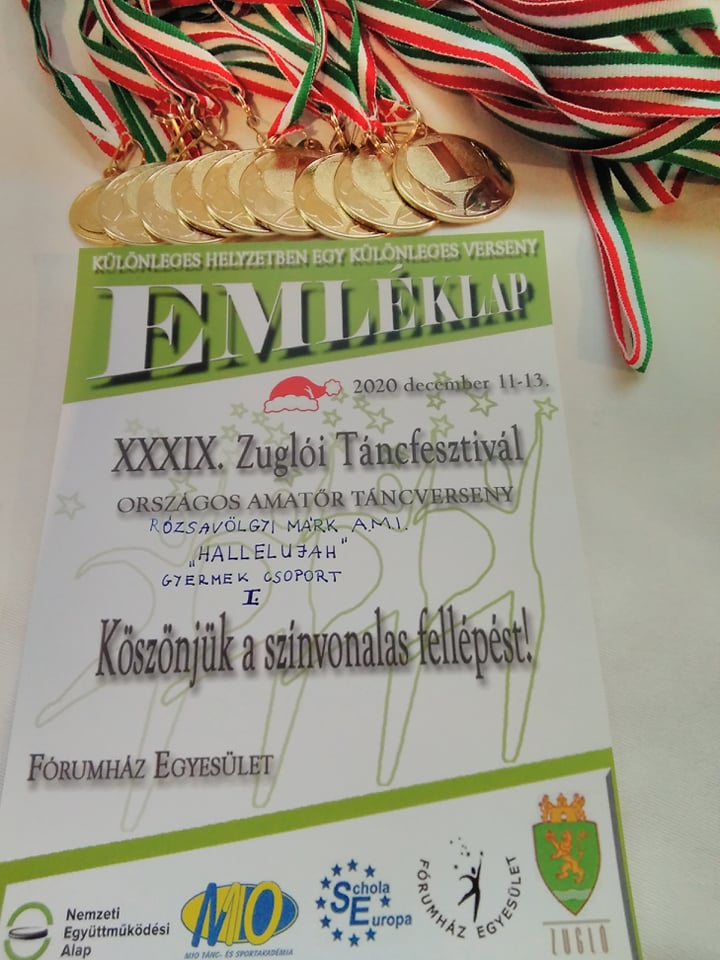 KÜLÖNLEGES HELYZETBEN EGY KÜLÖNLEGES VERSENY
EMLÉKLAP
2020 december 11-13.
XXXIX. Zuglói Táncfesztivál
ORSZÁGOS AMATŐR TÁNCVERSENY
RÓZSAVÖLGYI MÁRK A.M.I.
„HALLELUJAH"
GYERMEK CSOPORT
I.
Köszönjük a színvonalas fellépést!
FÓRUMHÁZ EGYESÜLET
Nemzeti
Együttműködési
Alap
MIO
MIO TÁNC- ÉS SPORTAKADÉMIA
Schola
Europa
FÓRUMHÁZ EGYESÜLET
ZUGLÓ